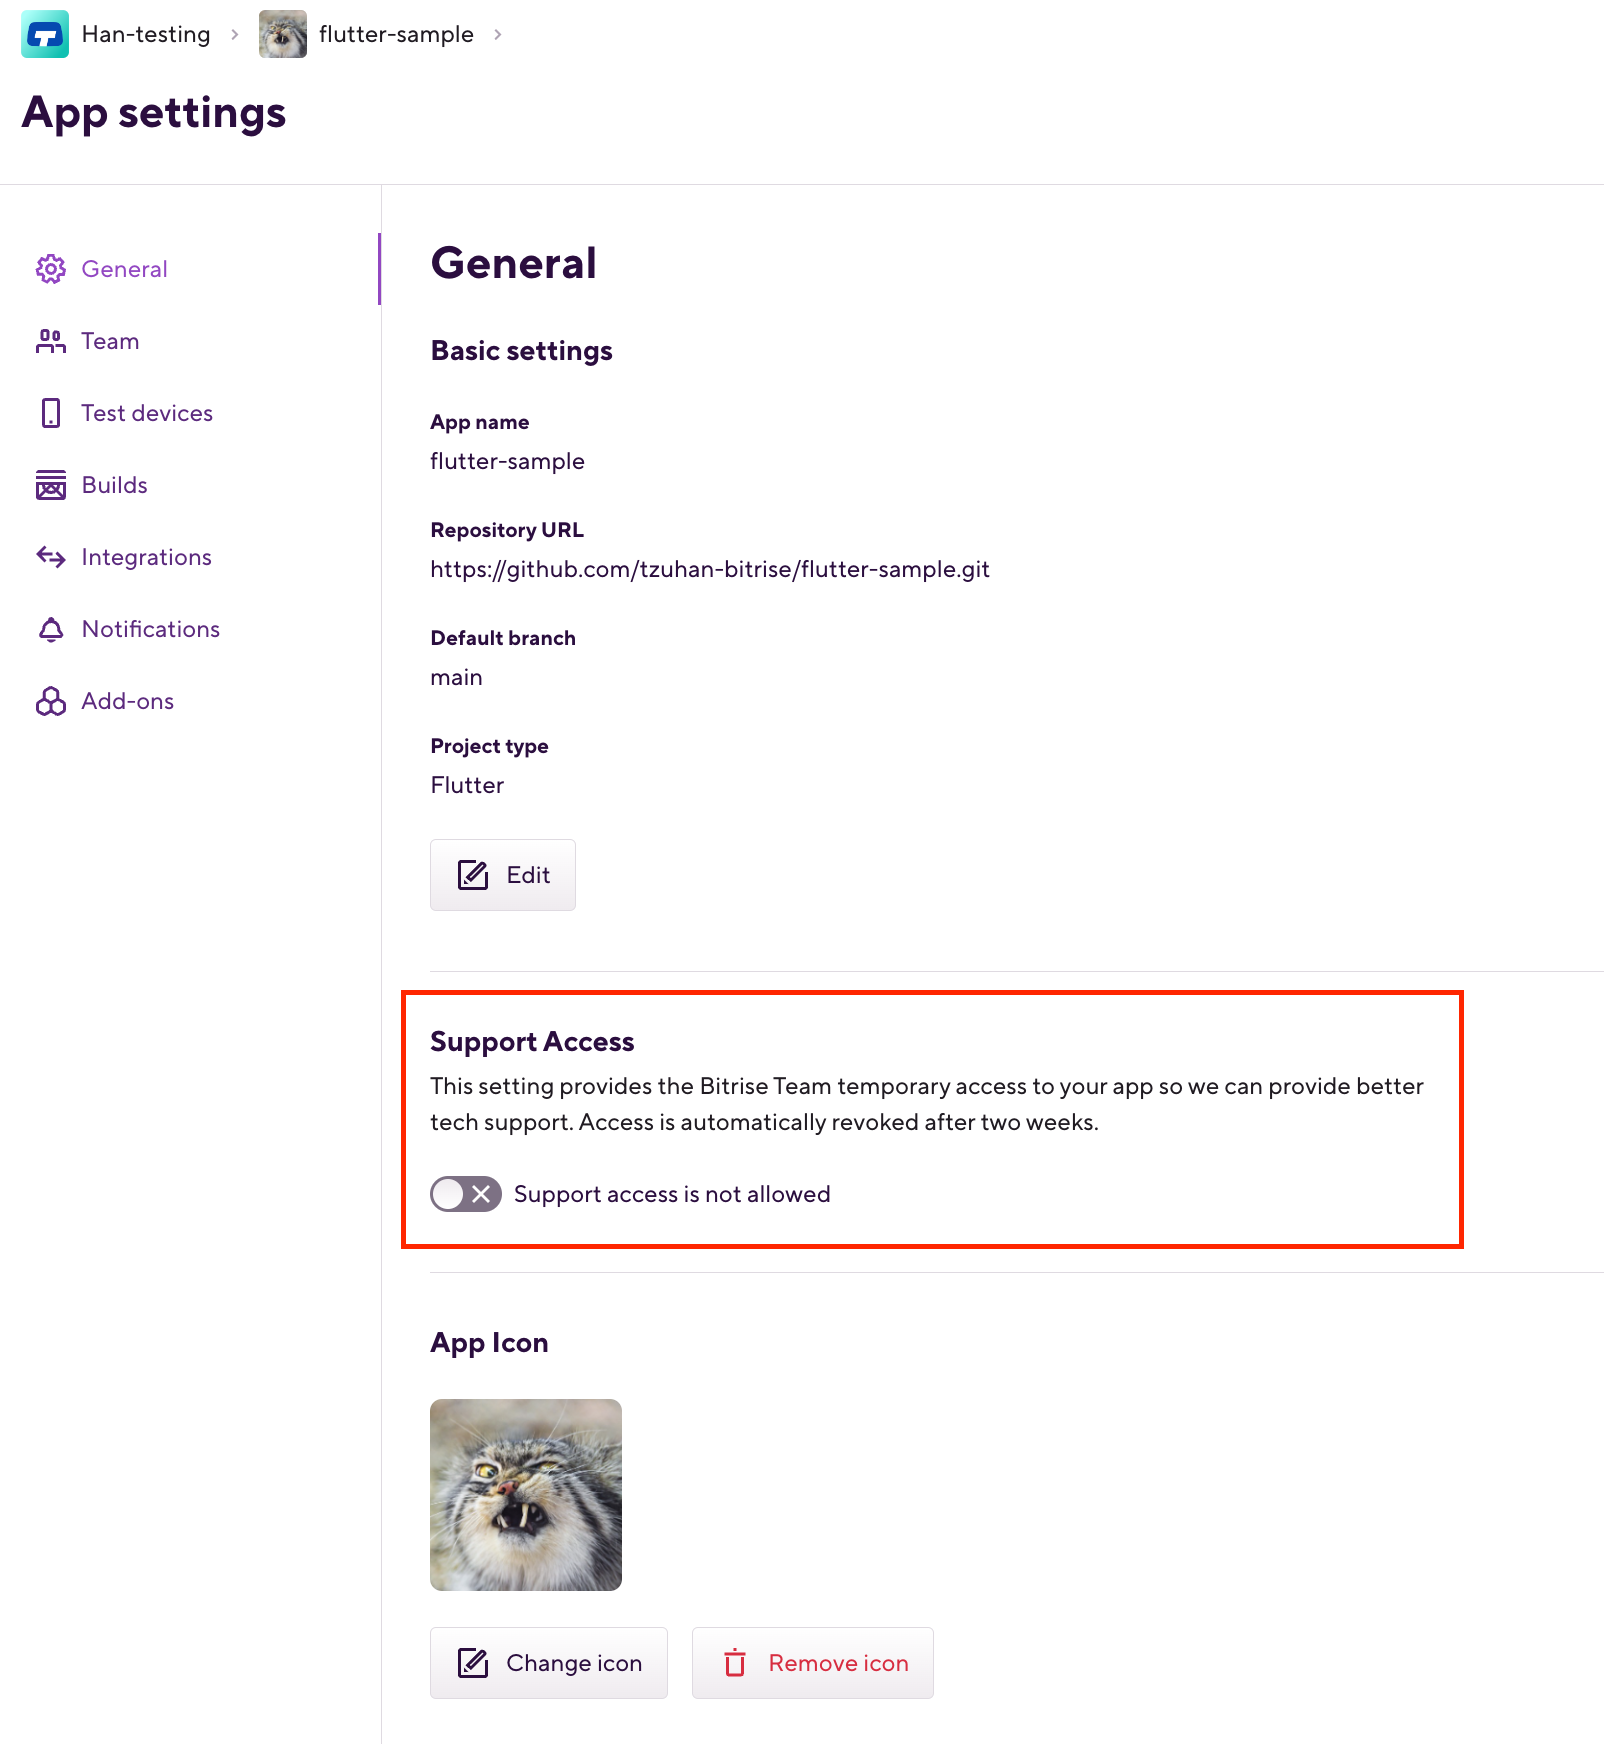 Han-testing
flutter-sample
App settings
General
Team
Test devices
Builds
Integrations
Notifications
Add-ons
General
Basic settings
App name
flutter-sample
Repository URL
https://github.com/tzuhan-bitrise/flutter-sample.git
Default branch
main
Project type
Flutter
Edit
Support Access
This setting provides the Bitrise Team temporary access to your app so we can provide better
tech support. Access is automatically revoked after two weeks.
Support access is not allowed
App Icon
Change icon
Remove icon